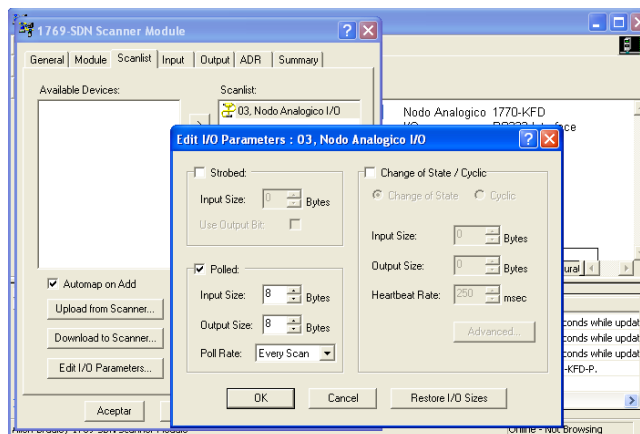 1769-SDN Scanner Module
General Module Scanlist Input Output ADR Summary
Available Devices:
Scanlist:
03, Nodo Analogico I/O
Nodo Analogico 1770-KFD
Edit I/O Parameters : 03, Nodo Analogico I/O
Strobed:
Input Size: 0 Bytes
Use Output Bit:
Change of State / Cyclic
Change of State Cyclic
Input Size: 0 Bytes
Output Size: 0 Bytes
Heartbeat Rate: 250 msec
Advanced...
Polled:
Input Size: 8 Bytes
Output Size: 8 Bytes
Poll Rate: Every Scan
OK Cancel Restore I/O Sizes
Automap on Add
Upload from Scanner...
Download to Scanner...
Edit I/O Parameters...
Aceptar
conds while updat
conds while updat
conds while updat
-KFD-P.
Online - Not Browsing